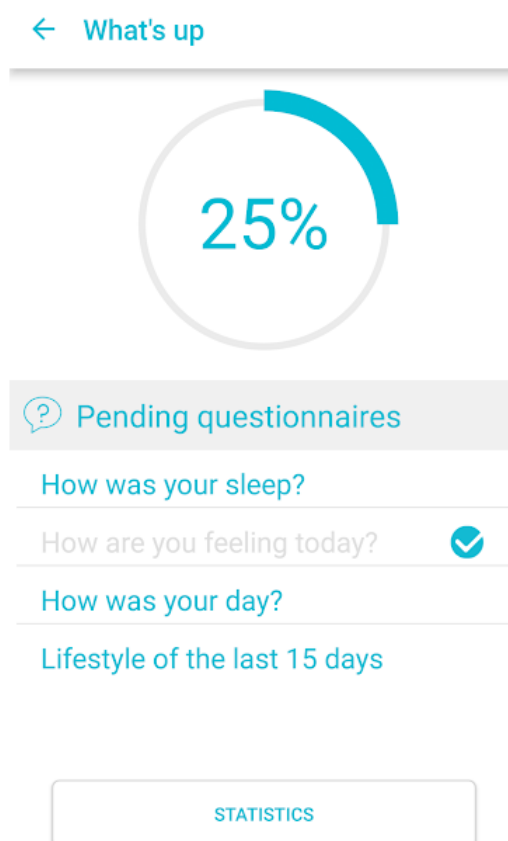 What's up
25%
Pending questionnaires
How was your sleep?
How are you feeling today?
How was your day?
Lifestyle of the last 15 days
STATISTICS